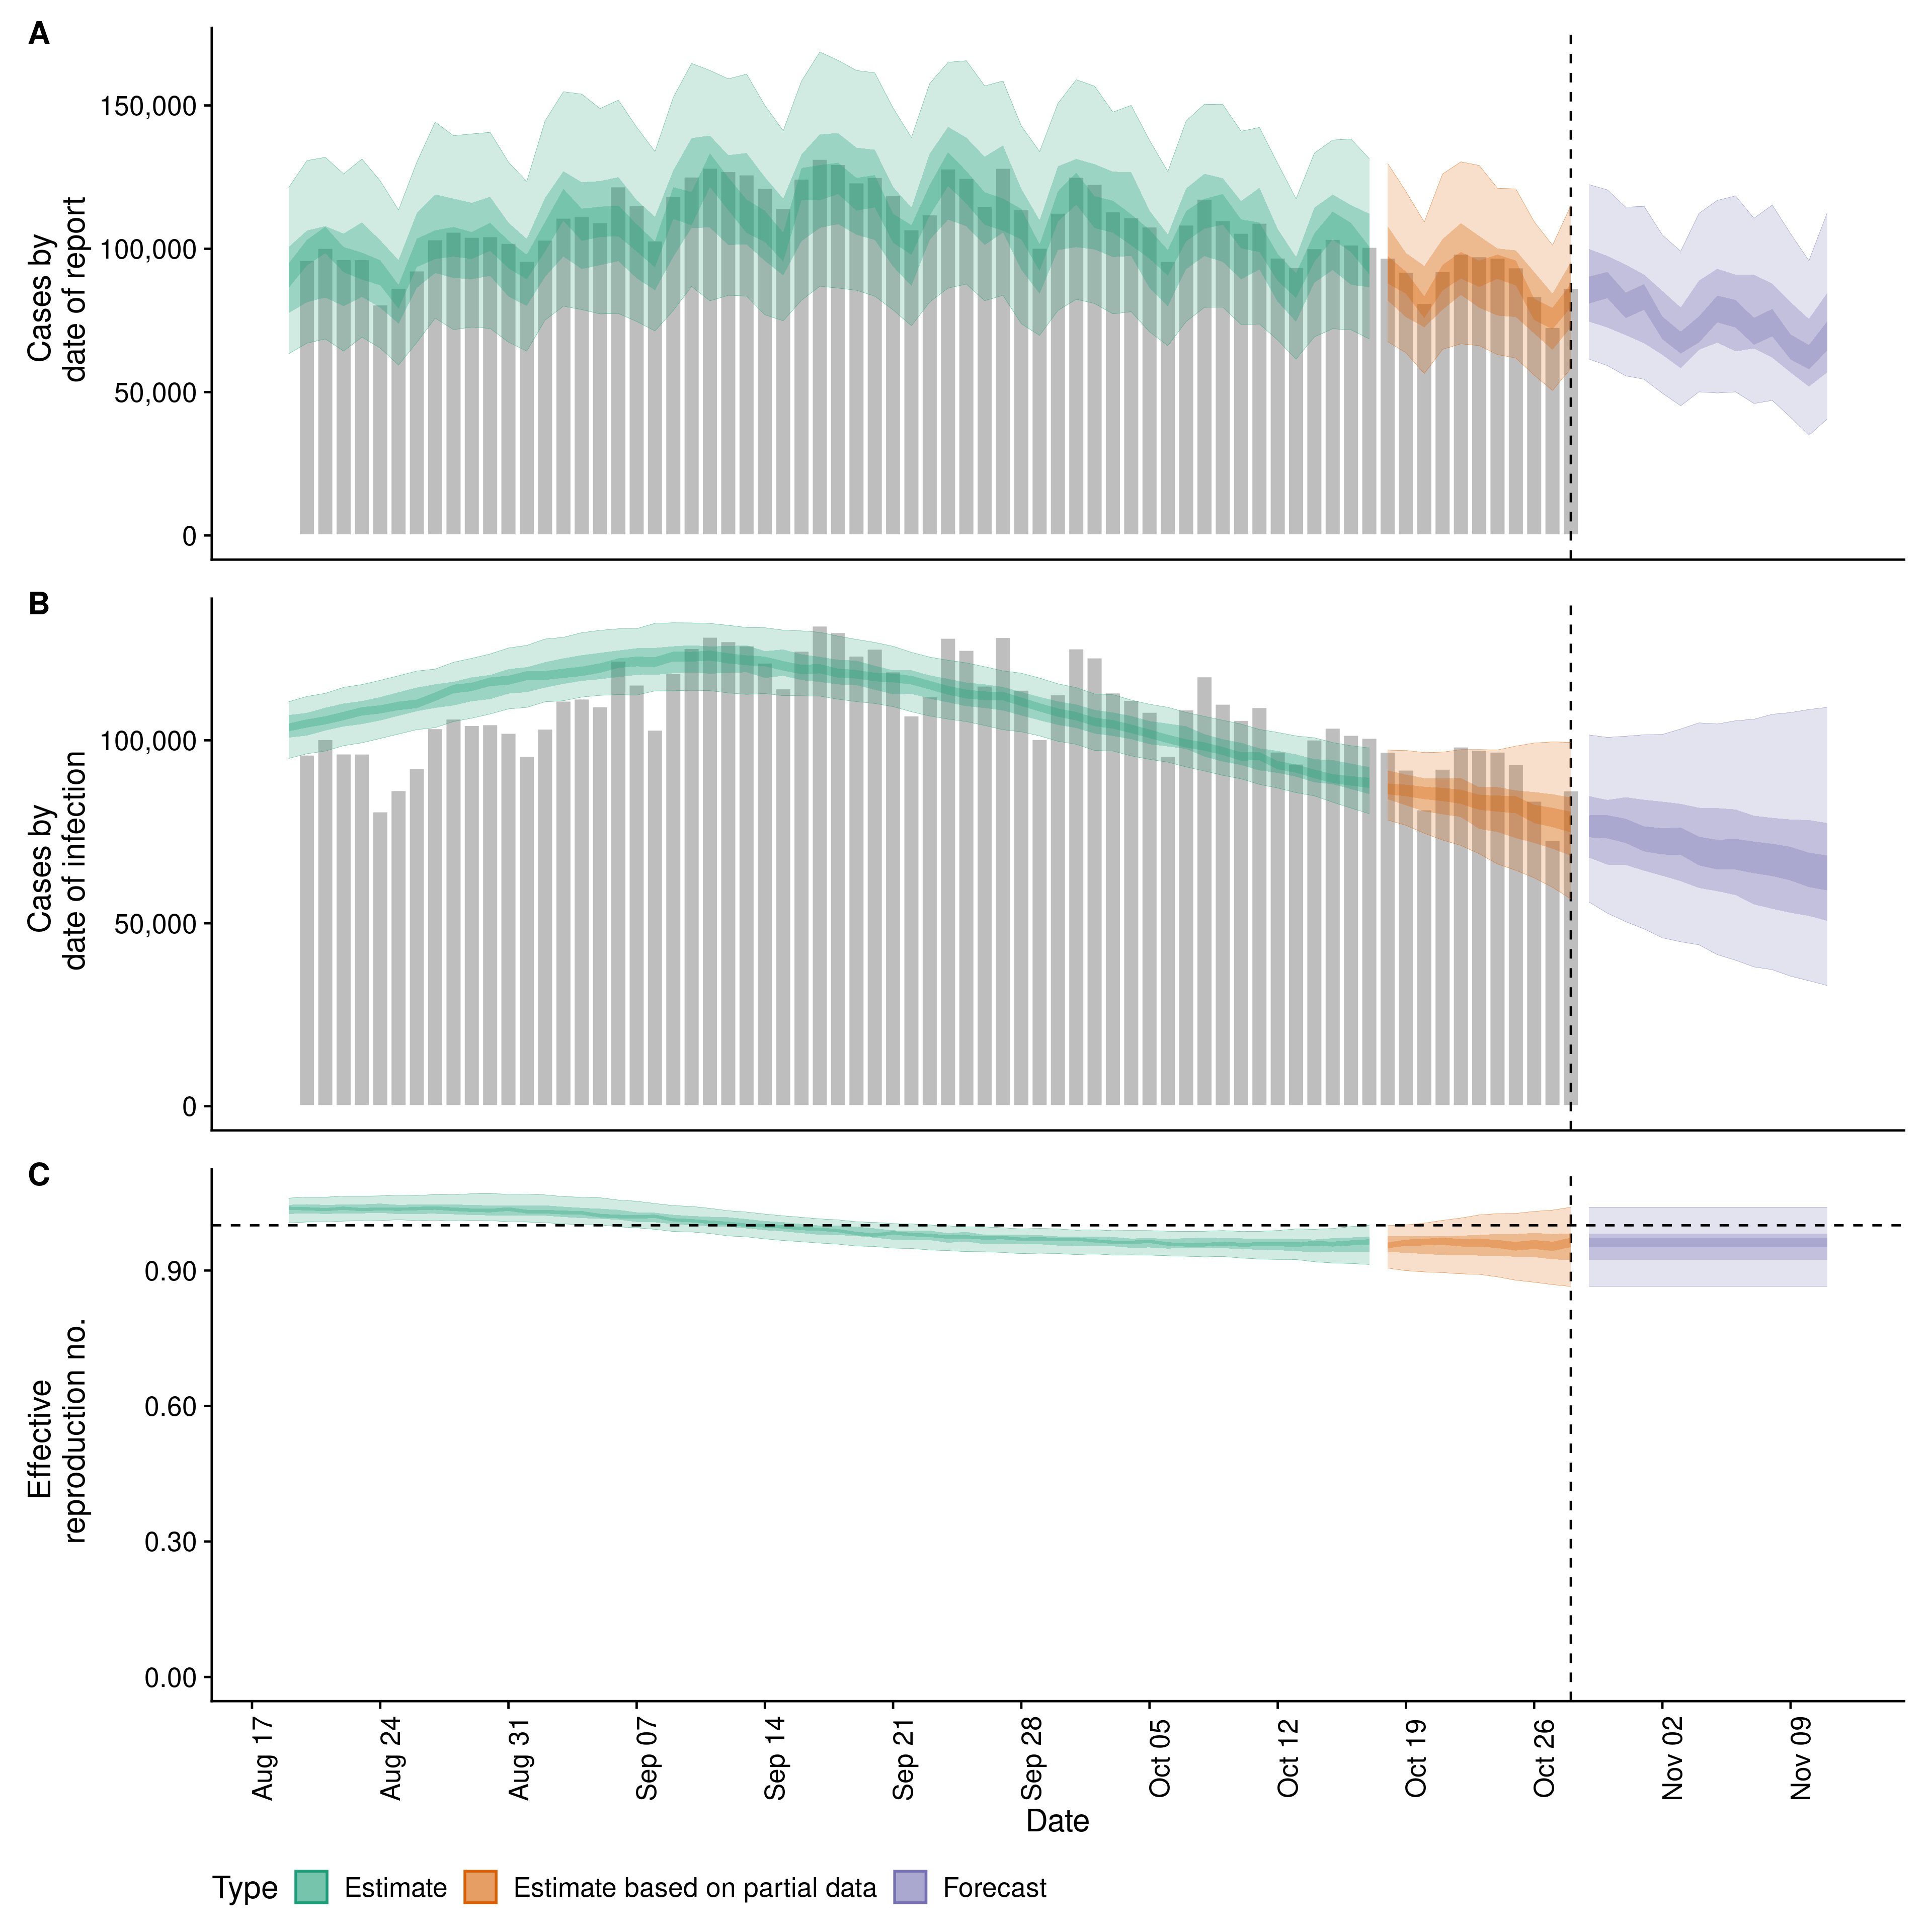 A
Cases by
date of report
150,000
100,000
50,000
0
B
Cases by
date of infection
100,000
50,000
0
C
Effective
reproduction no.
0.90
0.60
0.30
0.00
Aug 17
Aug 24
Aug 31
Sep 07
Sep 14
Sep 21
Sep 28
Oct 05
Oct 12
Oct 19
Oct 26
Nov 02
Nov 09
Date
Type Estimate Estimate based on partial data Forecast